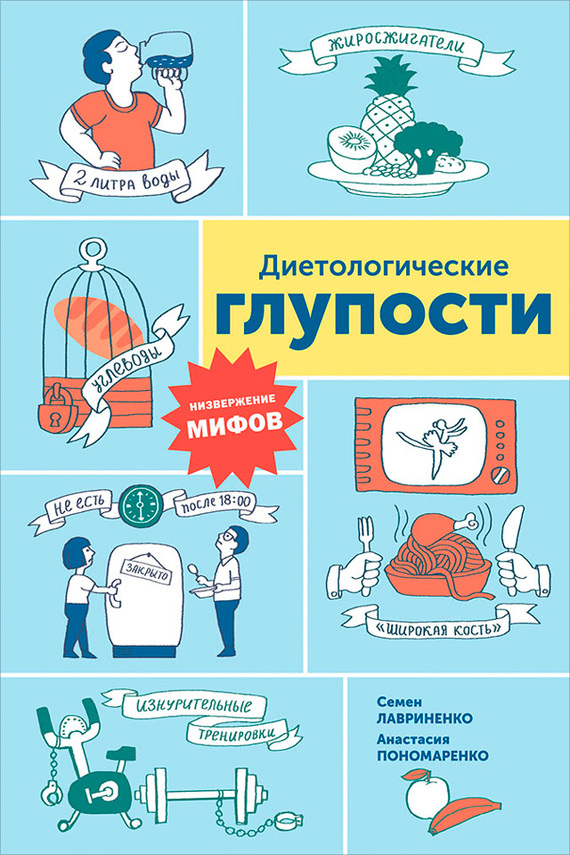 2 литра воды
жиросжигатели
Диетологические
глупости
углеводы
низвержение
мифов
не есть
после 18:00
закрыто
«широкая кость»
изнурительные
тренировки
Семен
ЛАВРИНЕНКО
Анастасия
ПОНОМАРЕНКО